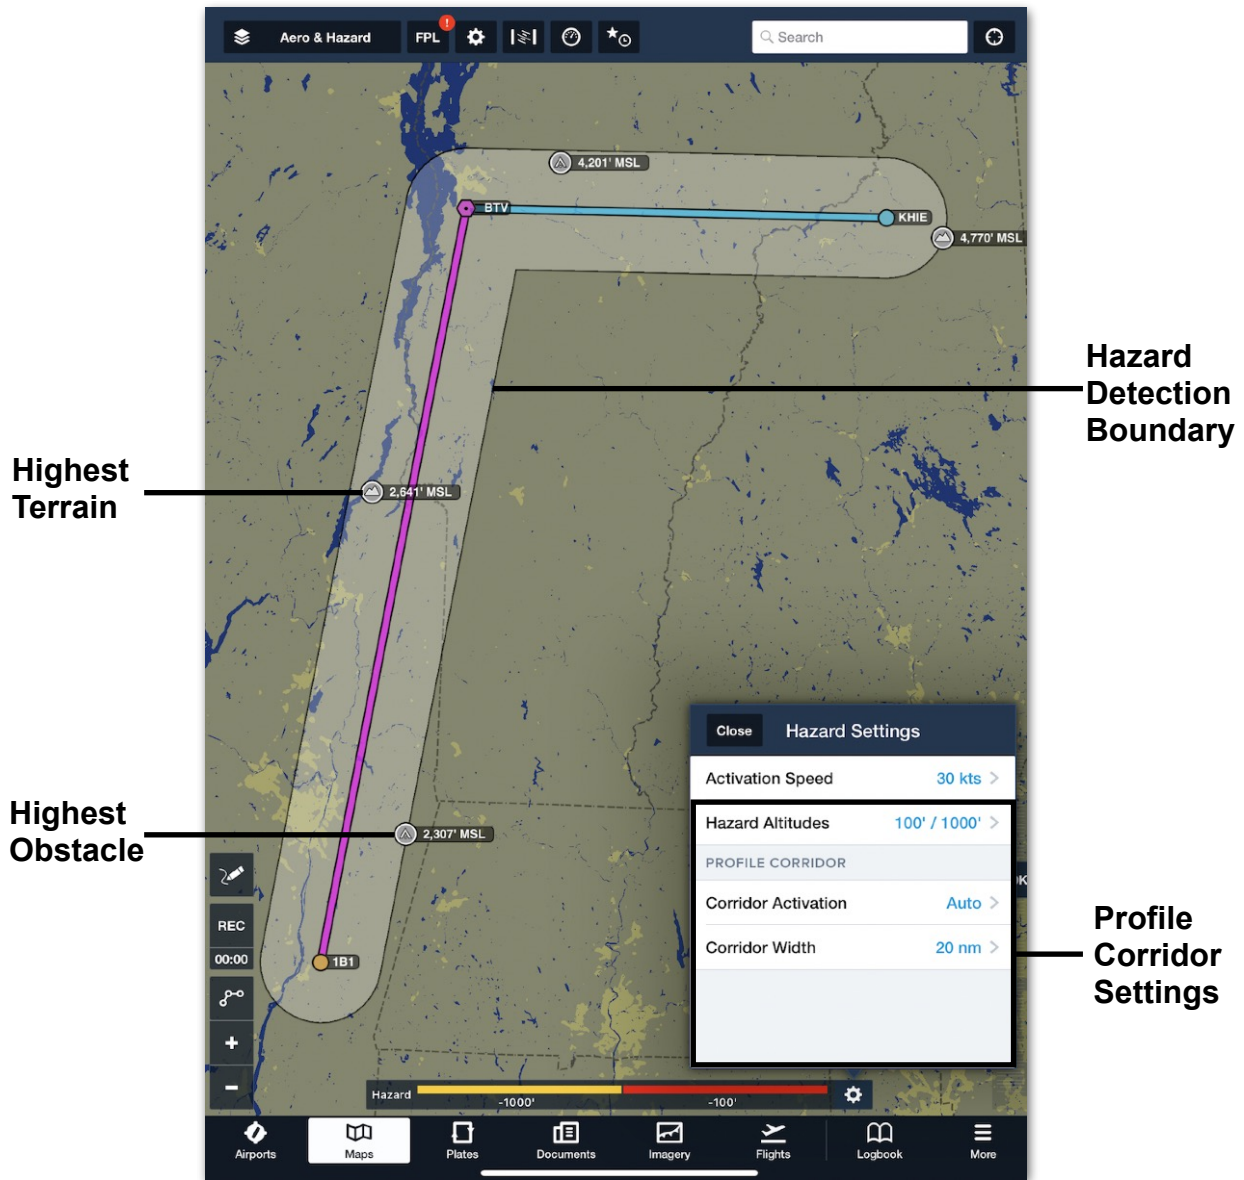 Aero & Hazard
FPL
!
Search
4,201' MSL
BTV
KHIE
4,770' MSL
Hazard
Detection
Boundary
Highest
Terrain
2,641' MSL
Close
Hazard Settings
Activation Speed
30 kts
Hazard Altitudes
100' / 1000'
PROFILE CORRIDOR
Corridor Activation
Auto
Corridor Width
20 nm
Highest
Obstacle
2,307' MSL
REC
00:00
1B1
Profile
Corridor
Settings
+
−
Hazard
-1000'
-100'
Airports
Maps
Plates
Documents
Imagery
Flights
Logbook
More